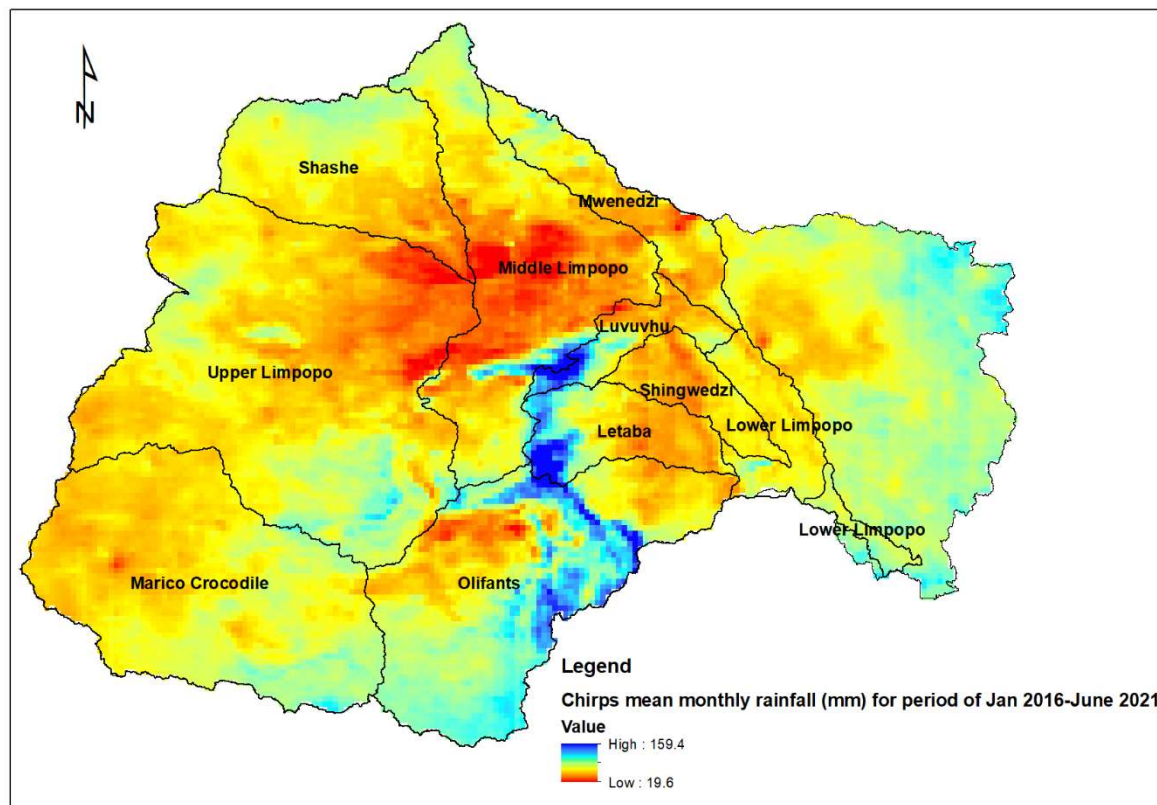 N
Shashe
Mwenedzi
Middle Limpopo
Luvuvhu
Upper Limpopo
Shingwedzi
Letaba
Lower Limpopo
Lower Limpopo
Marico Crocodile
Olifants
Legend
Chirps mean monthly rainfall (mm) for period of Jan 2016-June 2021
Value
High : 159.4
Low : 19.6